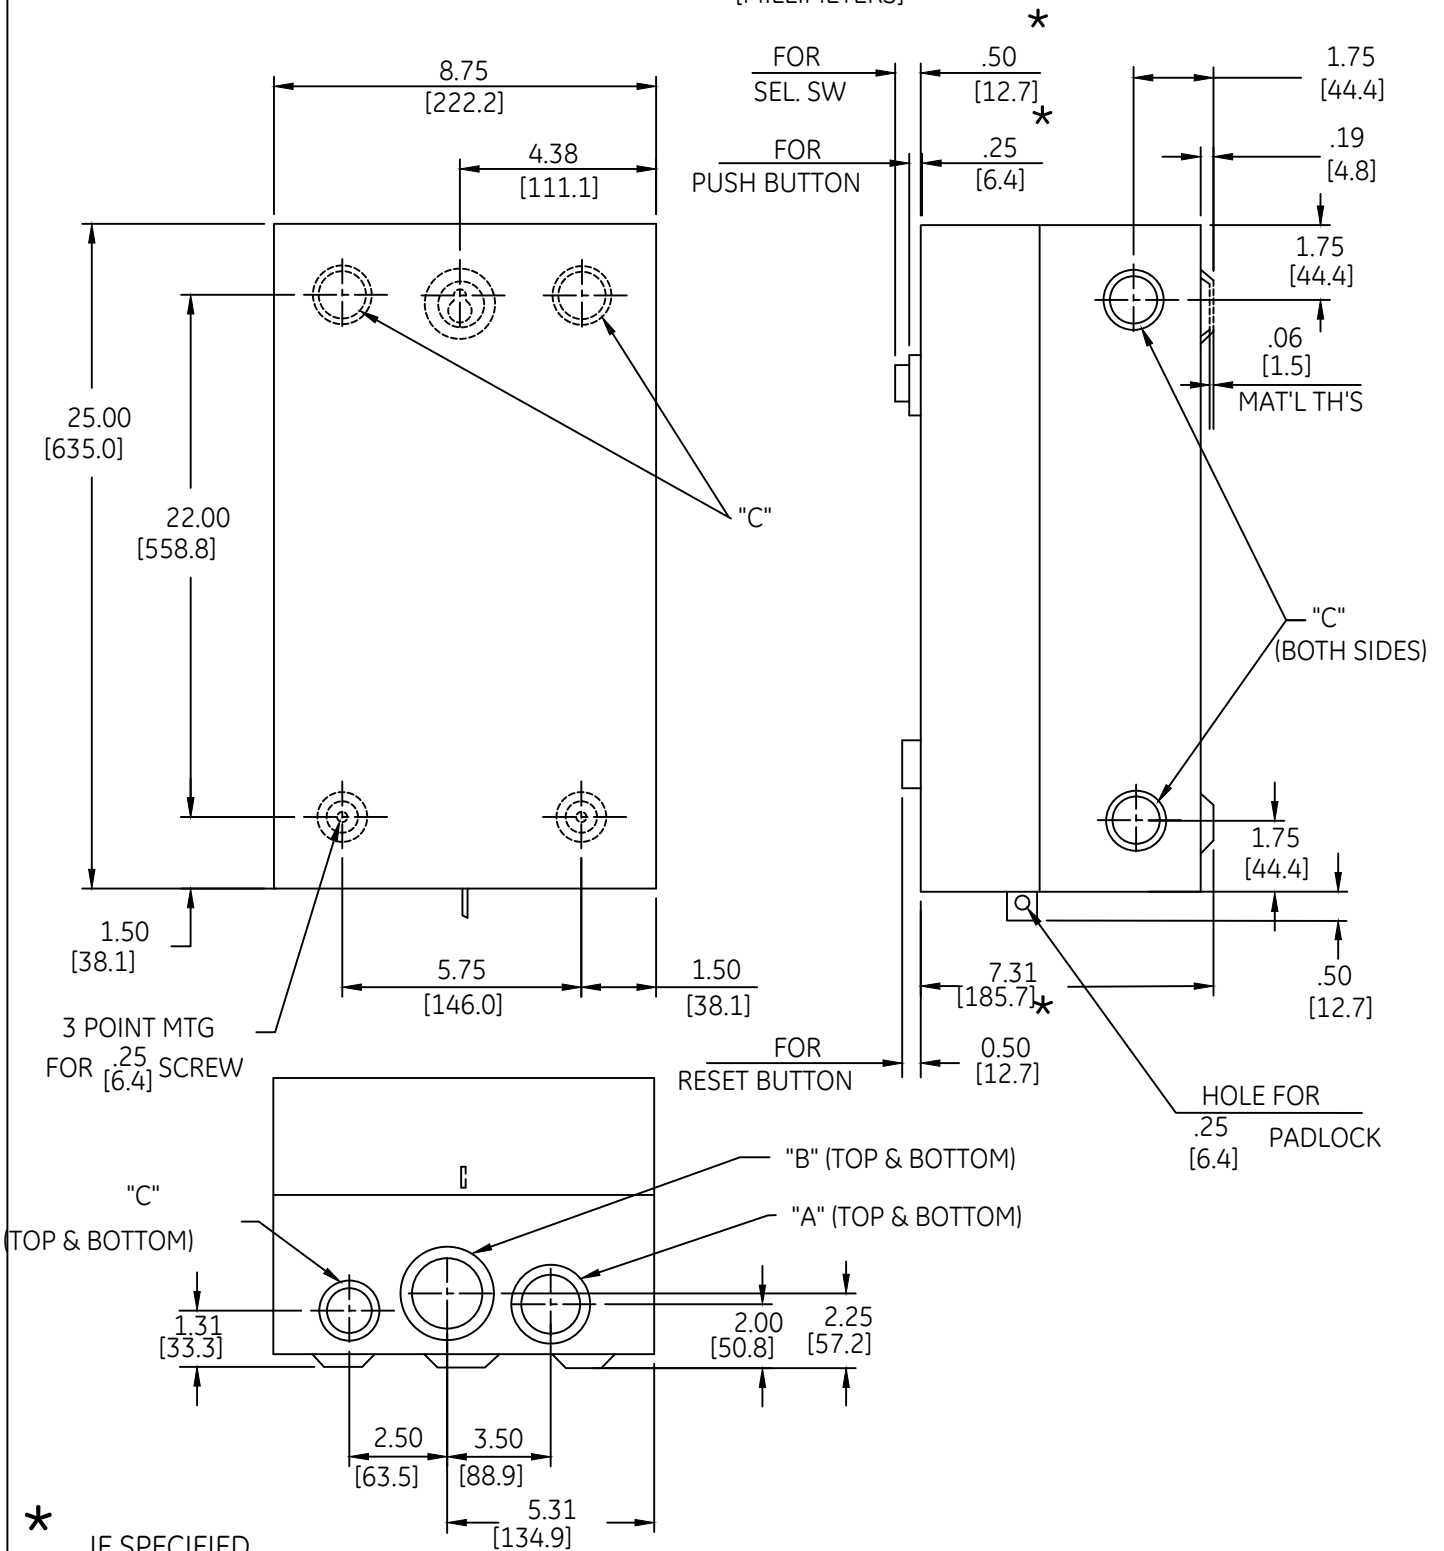 [MILLIMETERS]
*
8.75
[222.2]
FOR
SEL. SW
.50
[12.7]
1.75
[44.4]
*
4.38
[111.1]
FOR
PUSH BUTTON
.25
[6.4]
.19
[4.8]
1.75
[44.4]
.06
[1.5]
MAT'L TH'S
25.00
[635.0]
22.00
[558.8]
"C"
"C"
(BOTH SIDES)
1.75
[44.4]
1.50
[38.1]
5.75
[146.0]
1.50
[38.1]
7.31
[185.7]
*
.50
[12.7]
3 POINT MTG
FOR .25 [6.4] SCREW
FOR
RESET BUTTON
0.50
[12.7]
HOLE FOR
.25
[6.4]
PADLOCK
"B" (TOP & BOTTOM)
"C"
(TOP & BOTTOM)
"A" (TOP & BOTTOM)
1.31
[33.3]
2.00
[50.8]
2.25
[57.2]
2.50
[63.5]
3.50
[88.9]
5.31
[134.9]
*
IF SPECIFIED